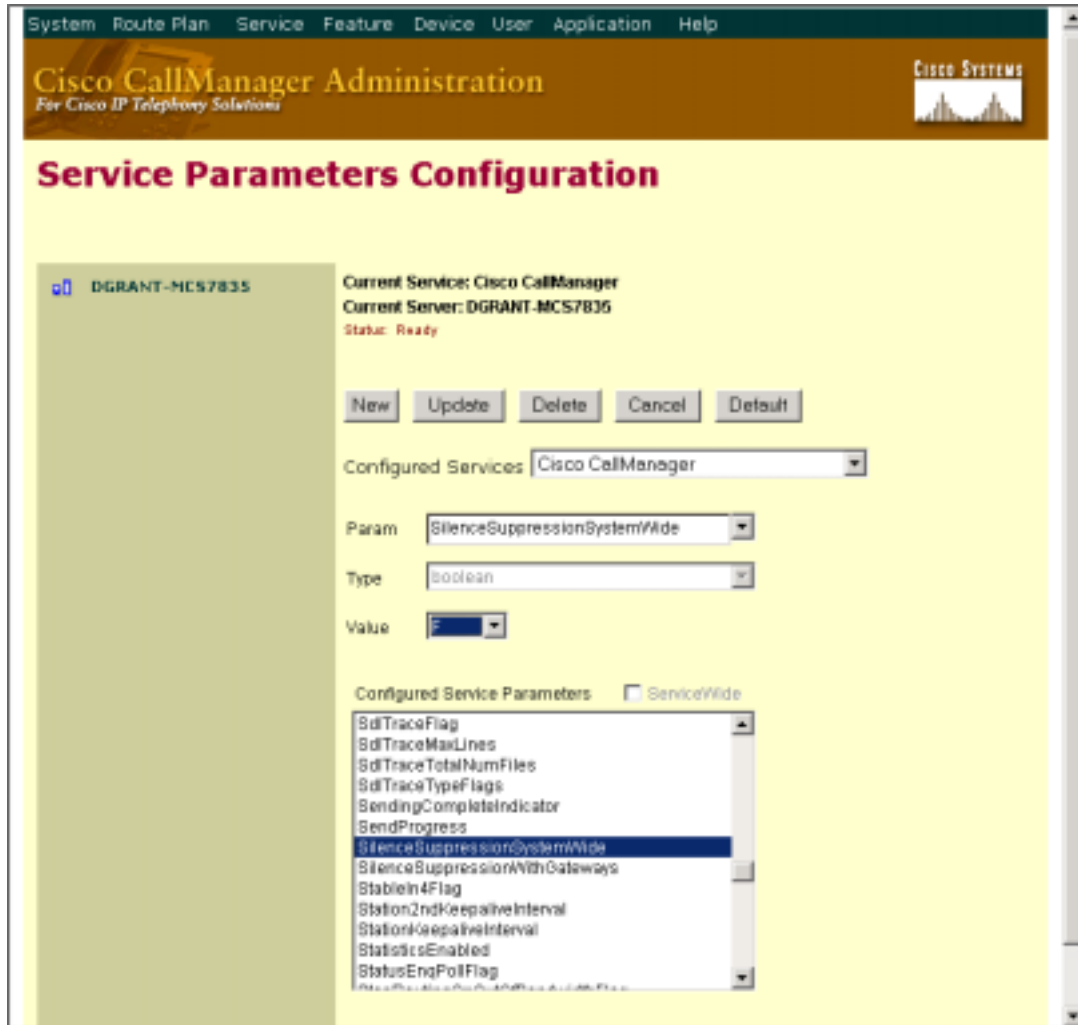 System Route Plan Service Feature Device User Application Help
Cisco CallManager Administration
For Cisco IP Telephony Solutions
CISCO SYSTEMS
Service Parameters Configuration
DGRANT-MCS7835
Current Service: Cisco CallManager
Current Server: DGRANT-MCS7835
Status: Ready
New Update Delete Cancel Default
Configured Services Cisco CallManager
Param SilenceSuppressionSystemWide
Type boolean
Value F
Configured Service Parameters ServiceWide
SdlTraceFlag
SdlTraceMaxLines
SdlTraceTotalNumFiles
SdlTraceTypeFlags
SendingCompleteIndicator
SendProgress
SilenceSuppressionSystemWide
SilenceSuppressionWithGateways
StableIn4Flag
Station2ndKeepaliveInterval
StationKeepaliveInterval
StatisticsEnabled
StatusEnqPollFlag